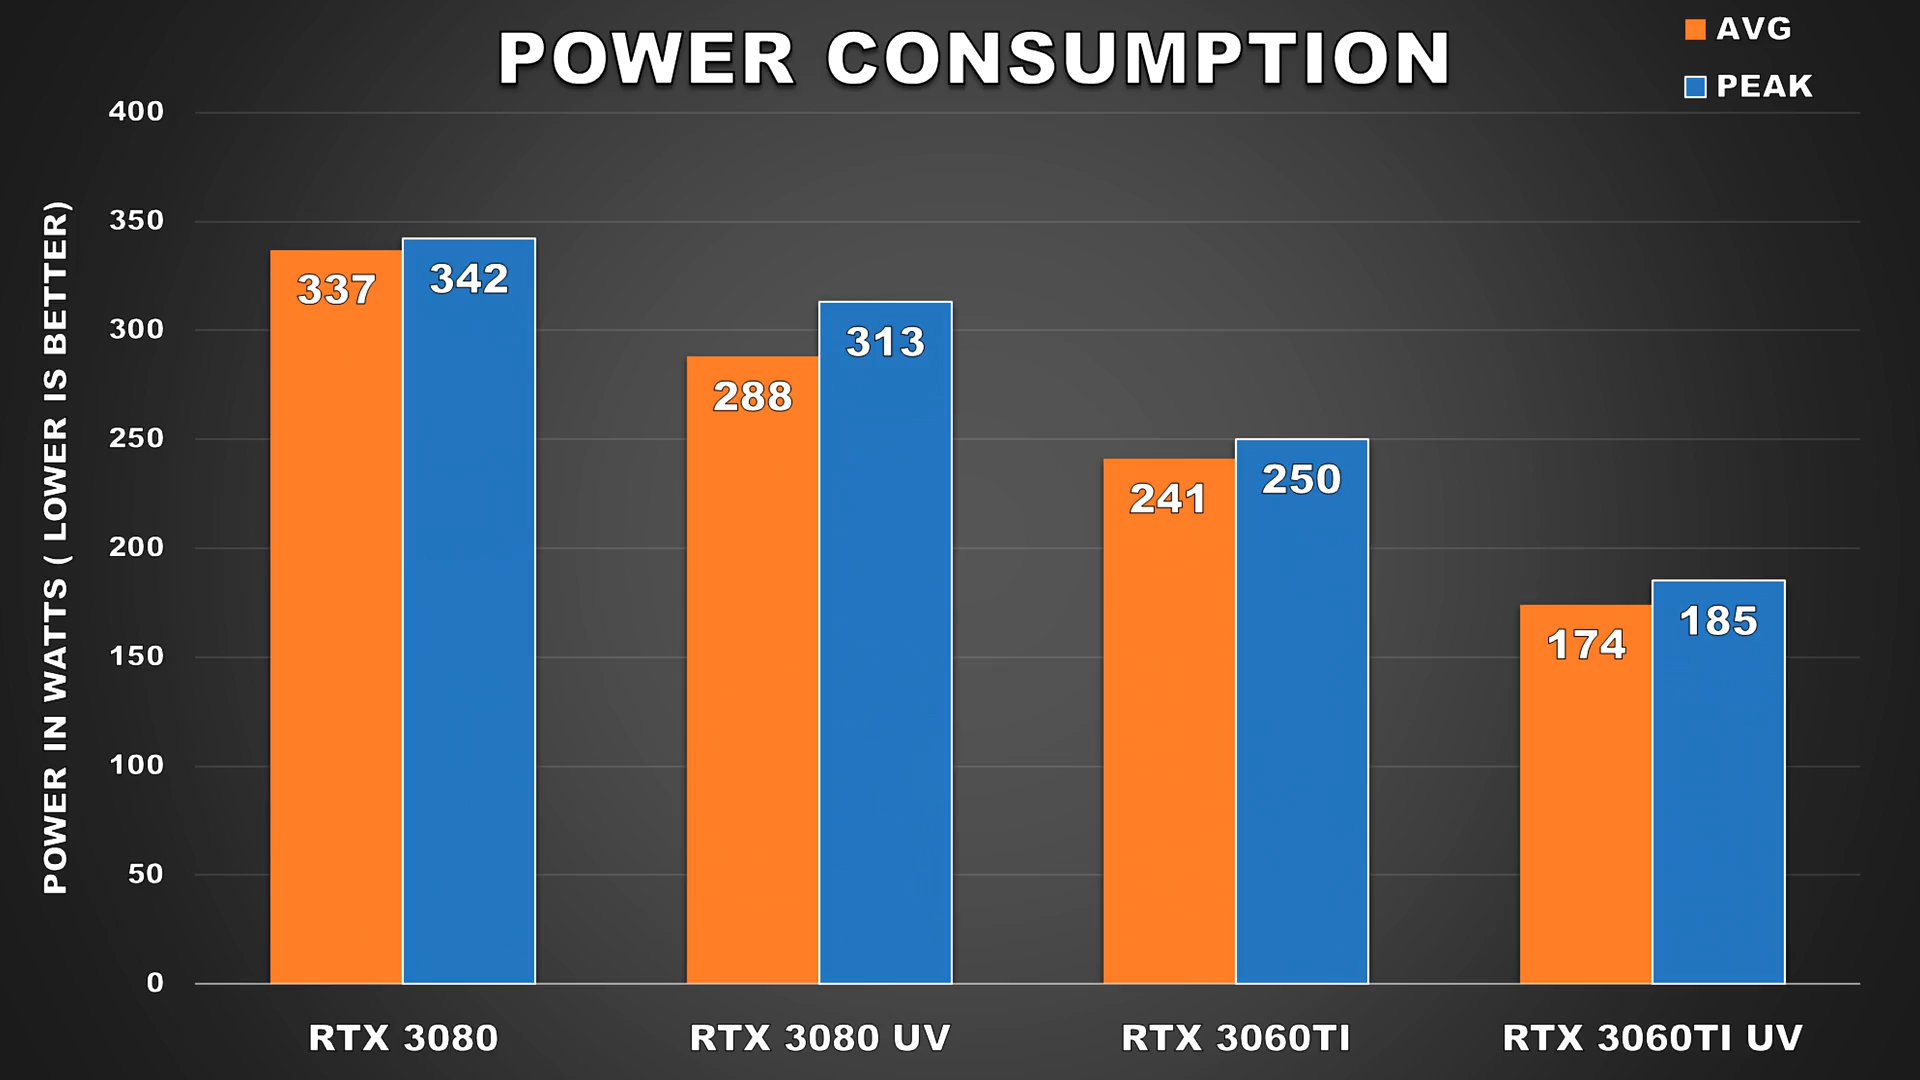 POWER CONSUMPTION
AVG
PEAK
POWER IN WATTS ( LOWER IS BETTER)
400
350
300
250
200
150
100
50
0
337
342
288
313
241
250
174
185
RTX 3080
RTX 3080 UV
RTX 3060TI
RTX 3060TI UV